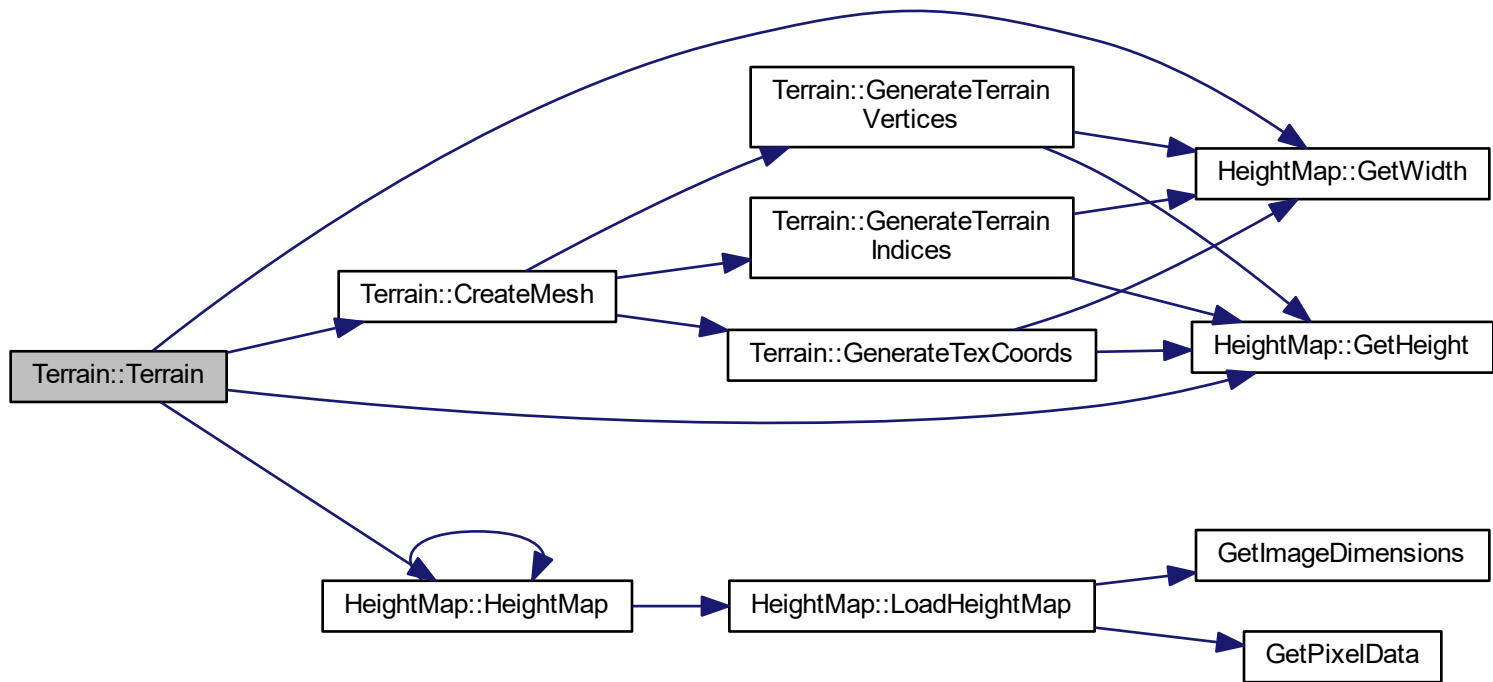 Terrain::GenerateTerrain
Vertices
HeightMap::GetWidth
Terrain::GenerateTerrain
Indices
Terrain::CreateMesh
HeightMap::GetHeight
Terrain::GenerateTexCoords
Terrain::Terrain
GetImageDimensions
HeightMap::HeightMap
HeightMap::LoadHeightMap
GetPixelData